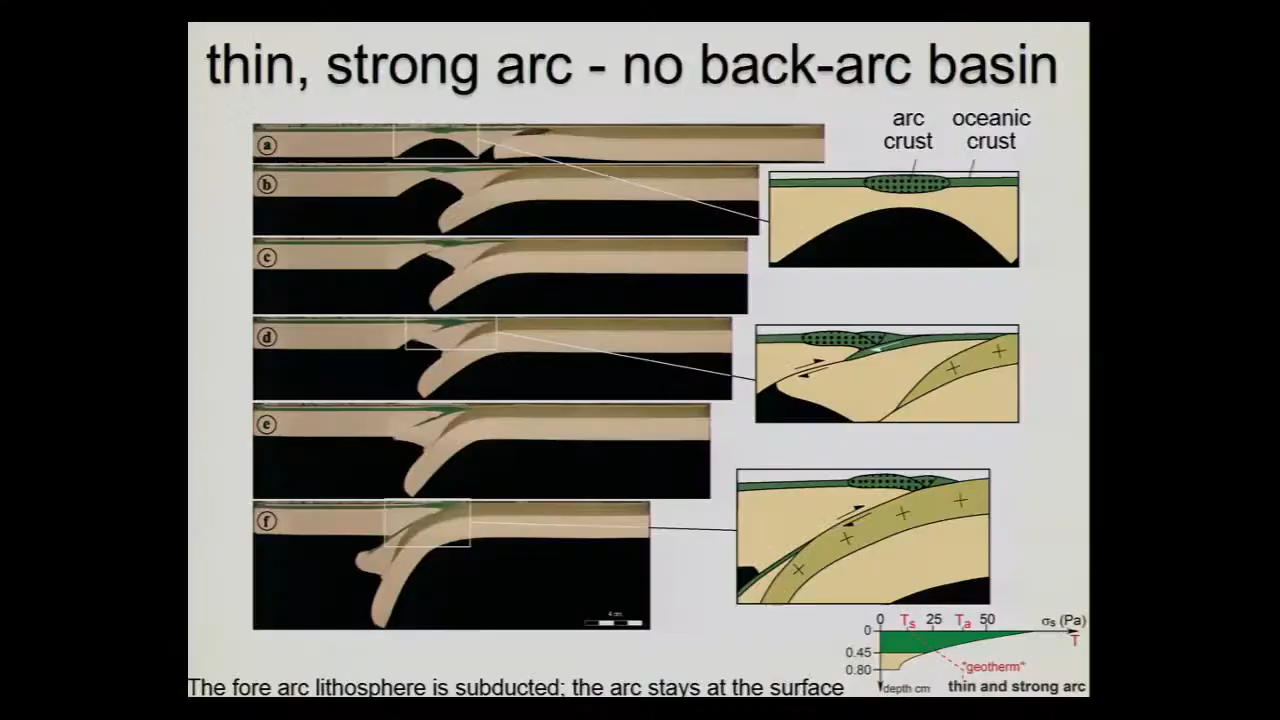 thin, strong arc - no back-arc basin
arc crust
oceanic crust
a
b
c
d
e
f
4 cm
0 Ts 25 Ta 50 σs (Pa)
T
0
0.45
0.80
"geotherm"
depth cm
thin and strong arc
The fore arc lithosphere is subducted; the arc stays at the surface